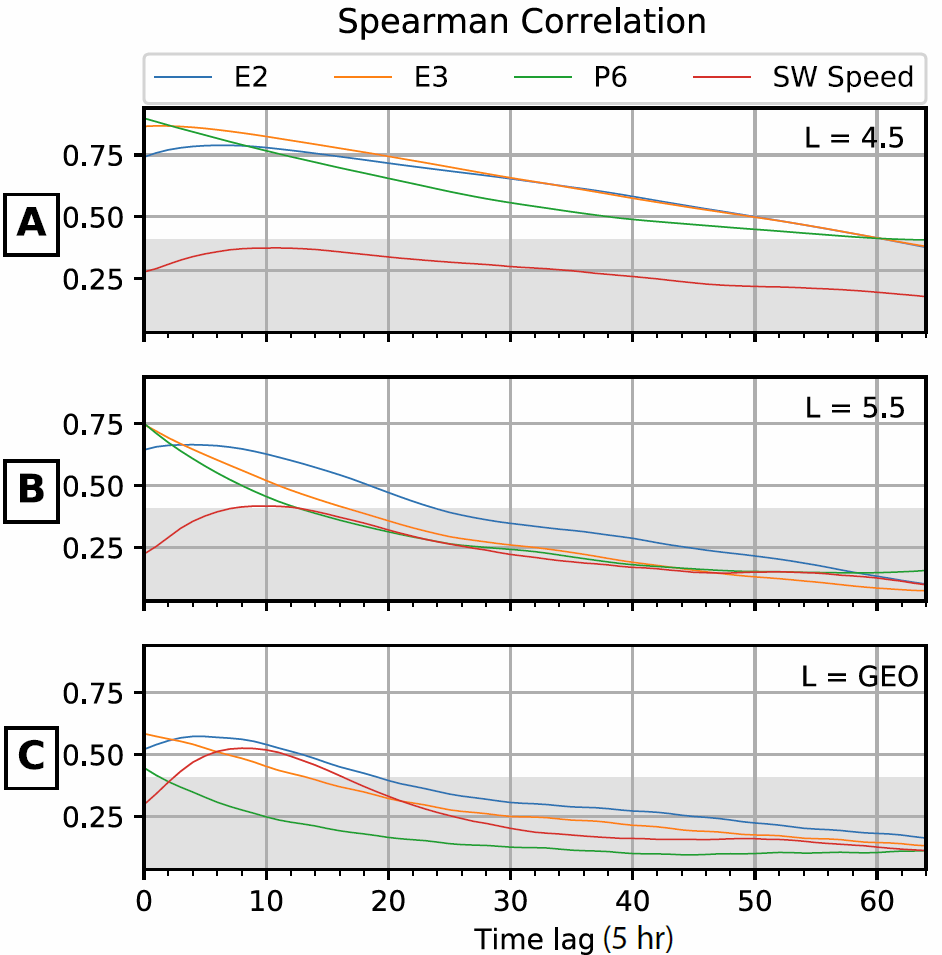 Spearman Correlation
E2 E3 P6 SW Speed
A
0.75
0.50
0.25
L = 4.5
B
0.75
0.50
0.25
L = 5.5
C
0.75
0.50
0.25
L = GEO
0 10 20 30 40 50 60
Time lag (5 hr)